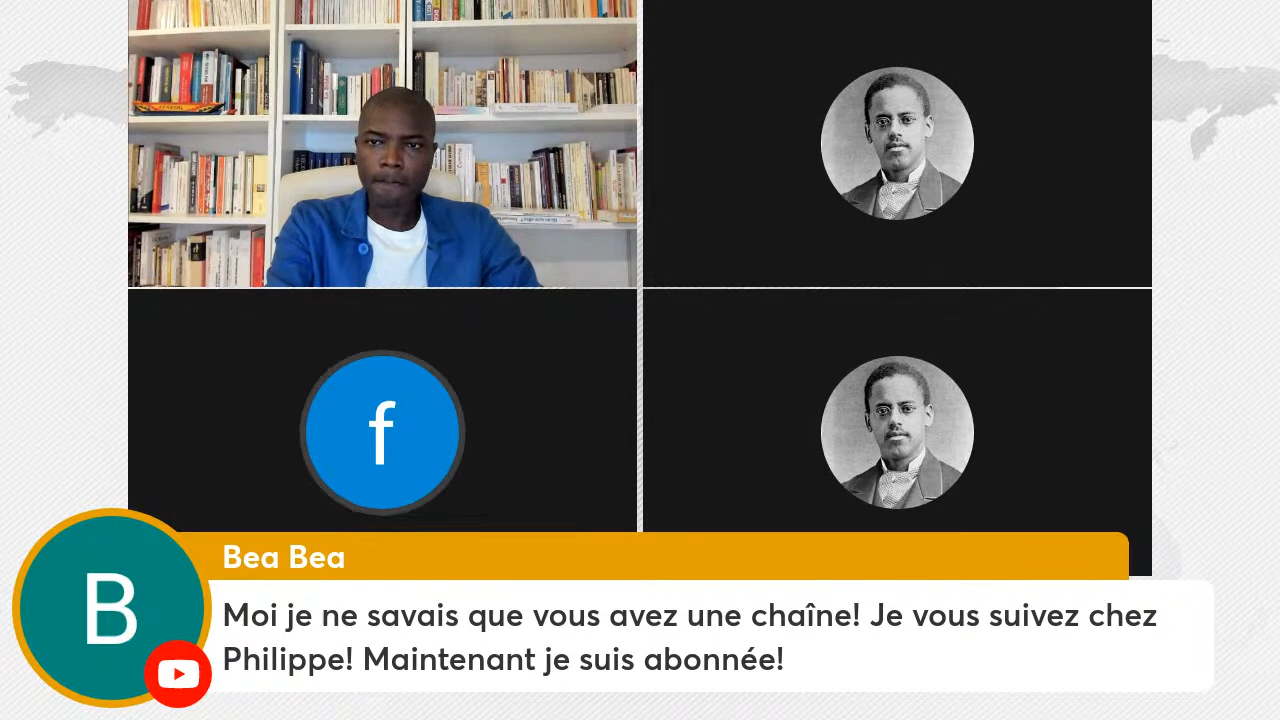 f
B
Bea Bea
Moi je ne savais que vous avez une chaîne! Je vous suivez chez
Philippe! Maintenant je suis abonnée!